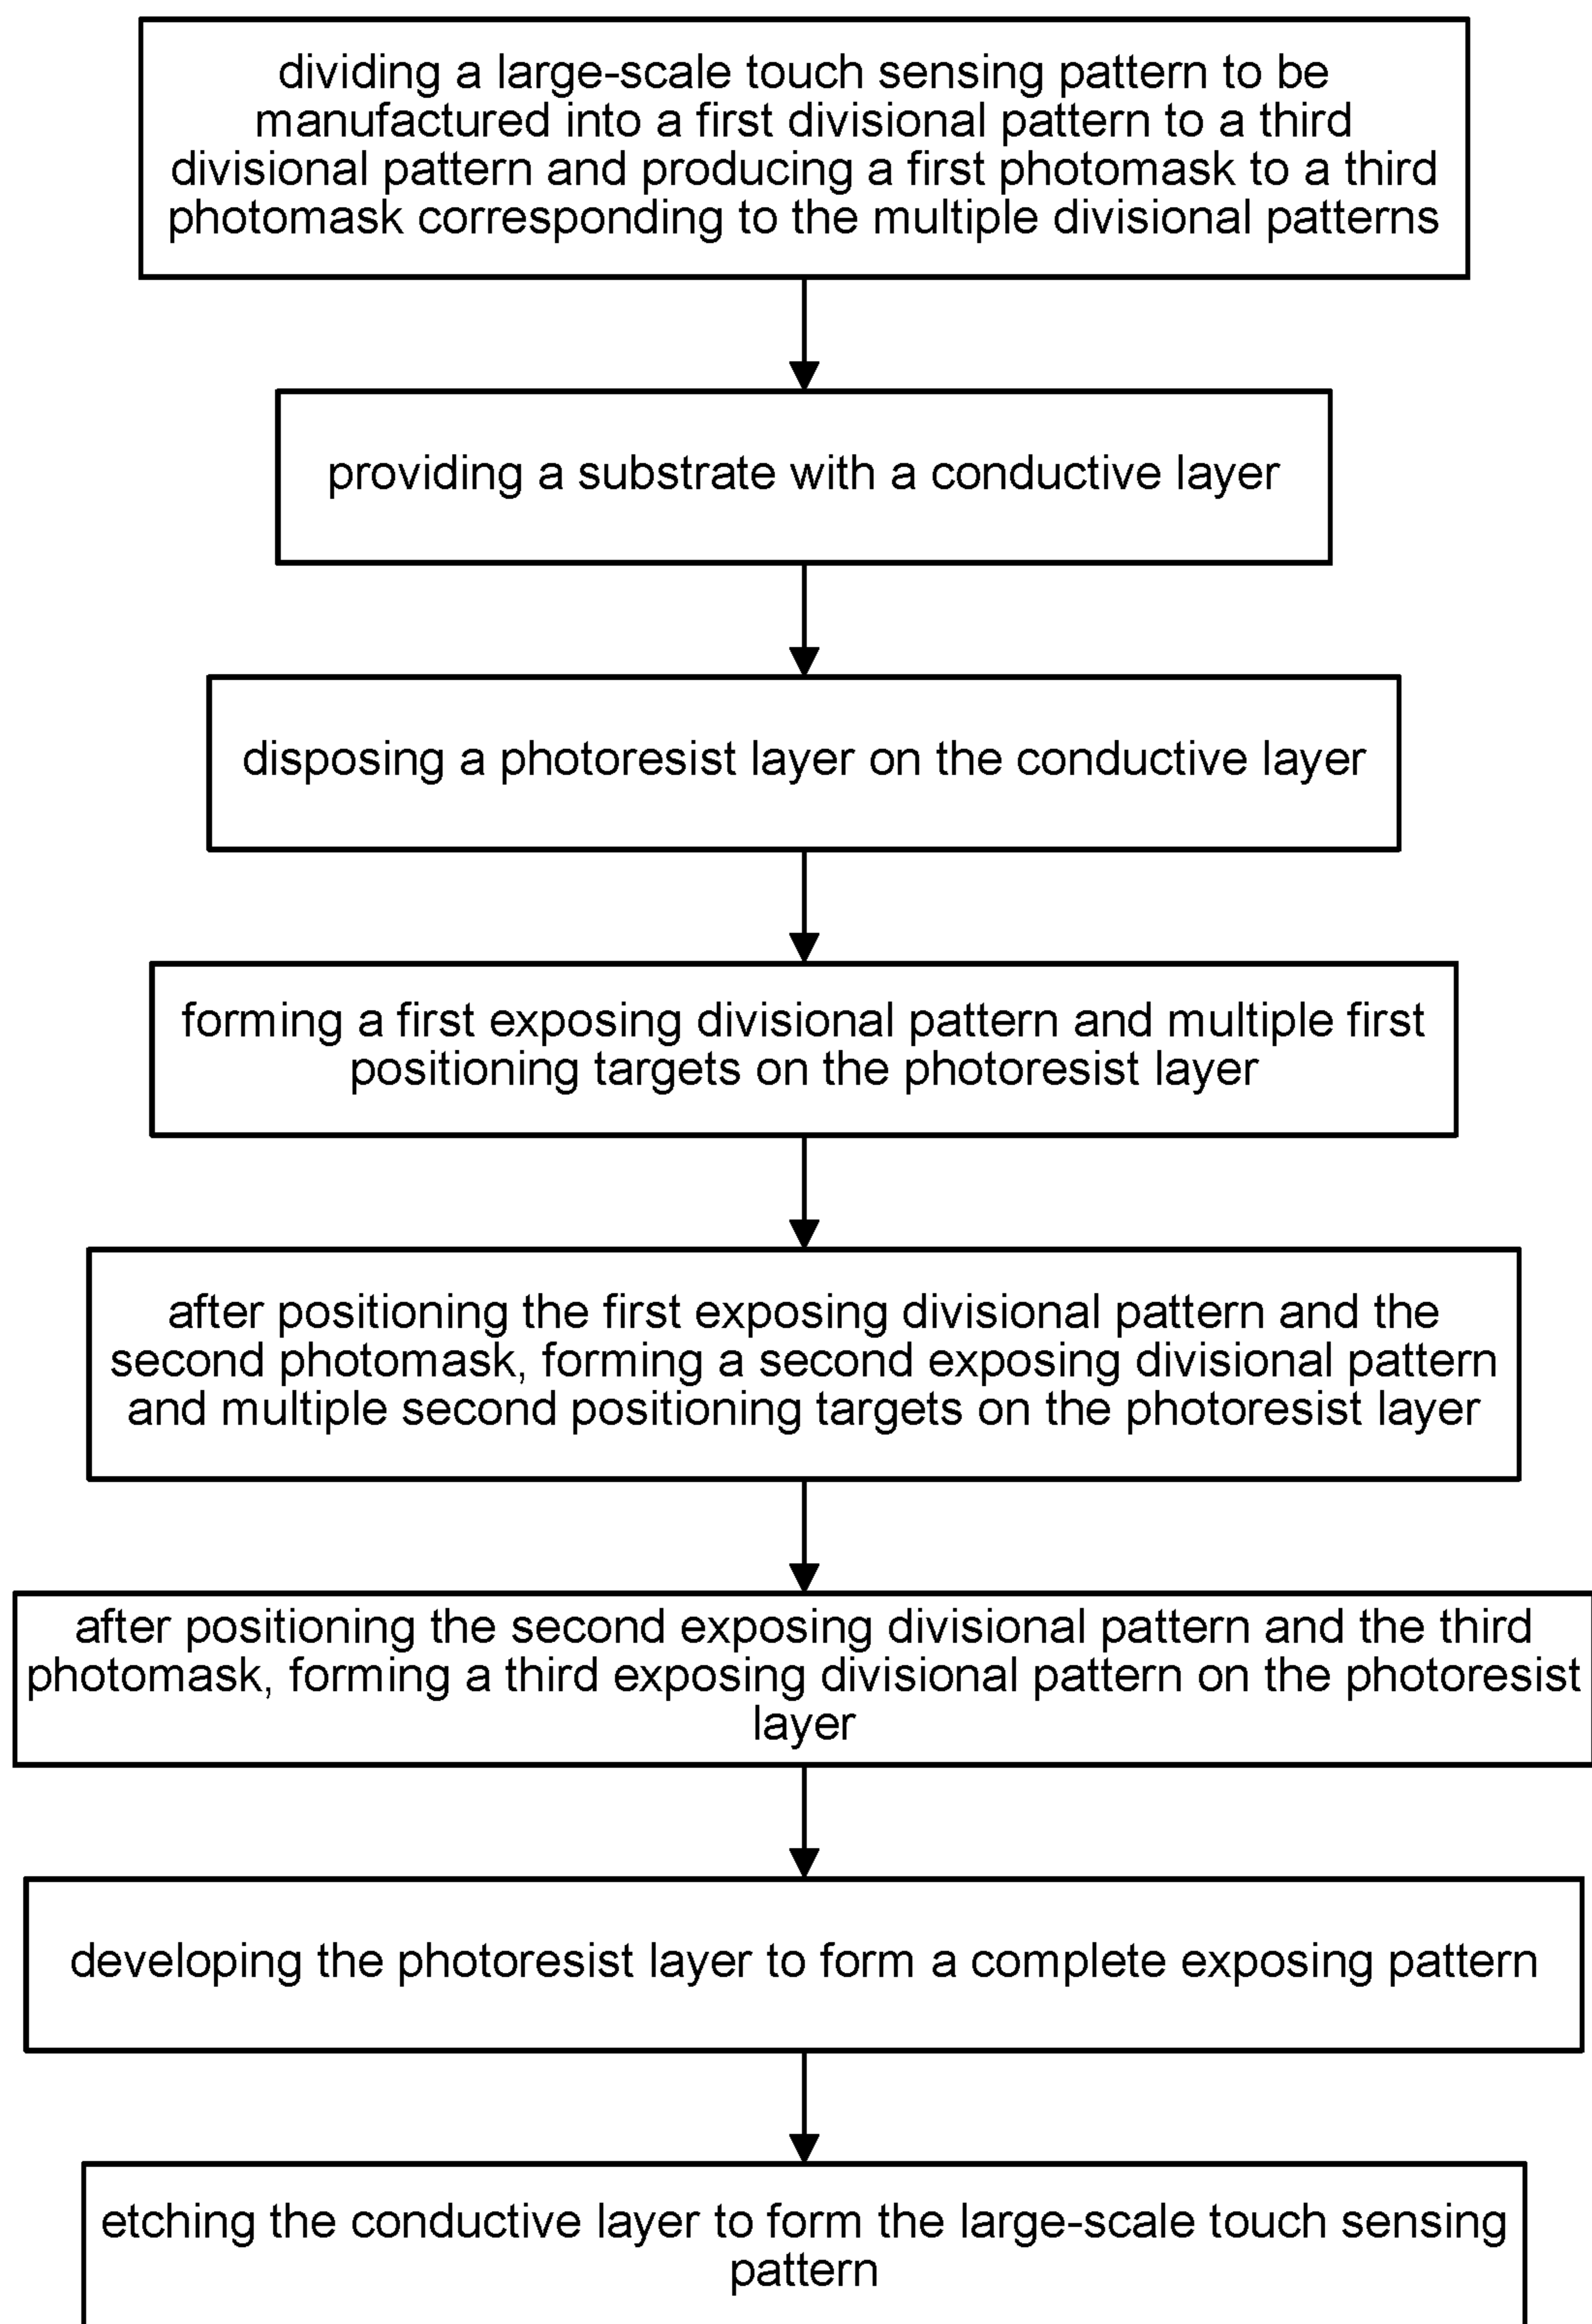 dividing a large-scale touch sensing pattern to be
manufactured into a first divisional pattern to a third
divisional pattern and producing a first photomask to a third
photomask corresponding to the multiple divisional patterns
providing a substrate with a conductive layer
disposing a photoresist layer on the conductive layer
forming a first exposing divisional pattern and multiple first
positioning targets on the photoresist layer
after positioning the first exposing divisional pattern and the
second photomask, forming a second exposing divisional pattern
and multiple second positioning targets on the photoresist layer
after positioning the second exposing divisional pattern and the third
photomask, forming a third exposing divisional pattern on the photoresist
layer
developing the photoresist layer to form a complete exposing pattern
etching the conductive layer to form the large-scale touch sensing
pattern